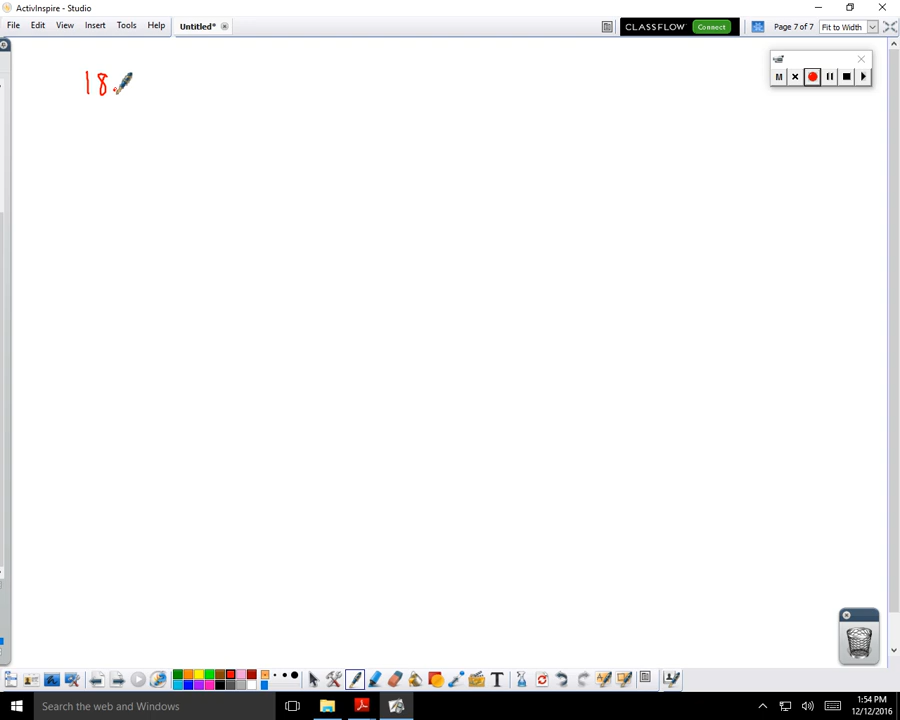 ActivInspire - Studio
File Edit View Insert Tools Help Untitled* CLASSFLOW Connect Page 7 of 7 Fit to Width
M
18.
T
Search the web and Windows
1:54 PM
12/12/2016